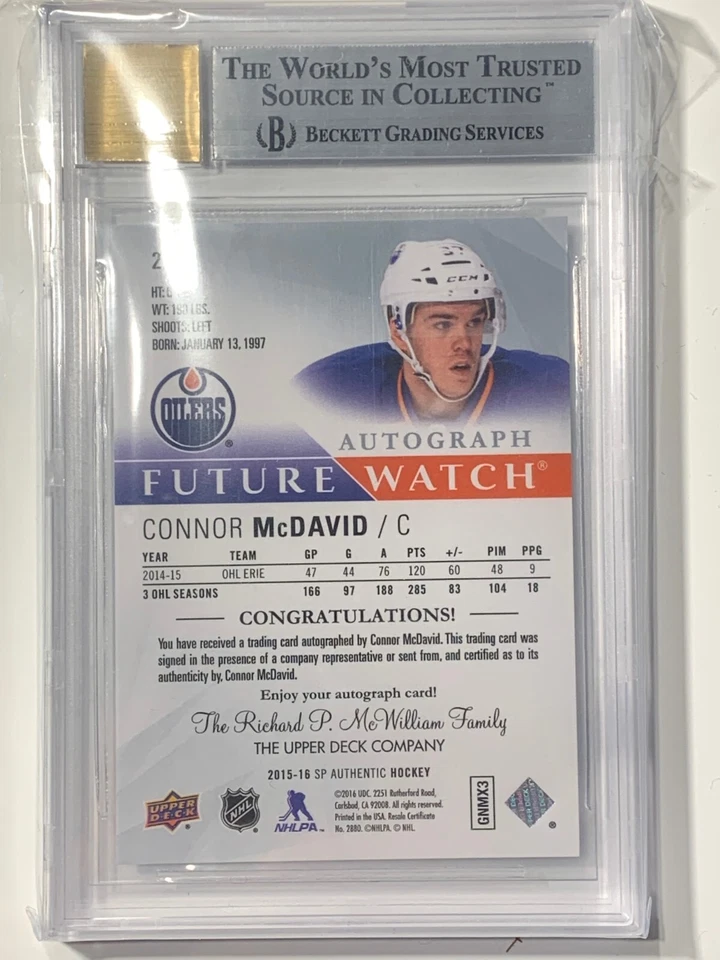 THE WORLD'S MOST TRUSTED
SOURCE IN COLLECTING™
B BECKETT GRADING SERVICES
CCM
2
HT:
WT: LBS.
SHOOTS: LEFT
BORN: JANUARY 13, 1997
OILERS ®
AUTOGRAPH
FUTURE WATCH®
CONNOR McDAVID / C
YEAR TEAM GP G A PTS +/- PIM PPG
2014-15 OHL ERIE 47 44 76 120 60 48 9
3 OHL SEASONS 166 97 188 285 83 104 18
CONGRATULATIONS!
You have received a trading card autographed by Connor McDavid. This trading card was
signed in the presence of a company representative or sent from, and certified as to its
authenticity by, Connor McDavid.
Enjoy your autograph card!
The Richard P. McWilliam Family
THE UPPER DECK COMPANY
2015-16 SP AUTHENTIC HOCKEY
UPPER
DECK
NHL
NHLPA™
©2016 UDC. 2251 Rutherford Road,
Carlsbad, CA 92008. All rights reserved.
Printed in the USA. Resale Certificate
No. 2880. ©NHLPA. © NHL.
GNMX3
®